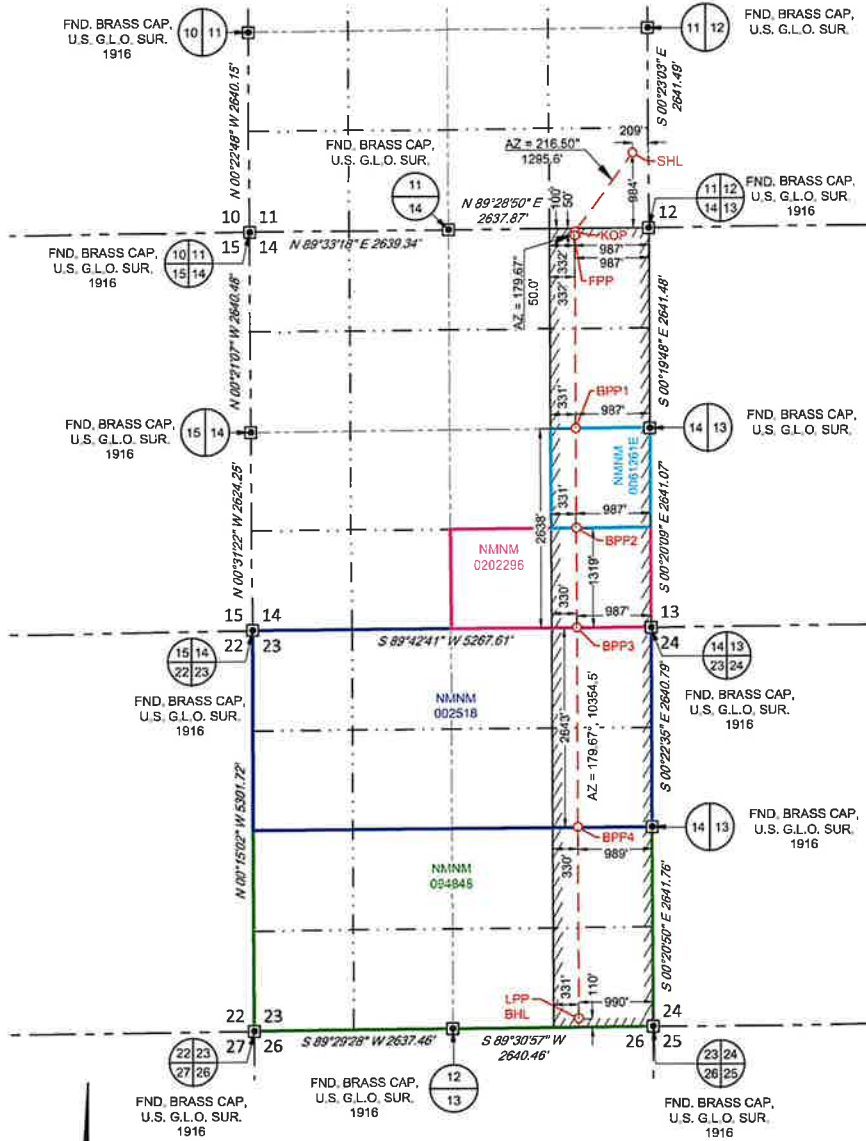 FND. BRASS CAP,
U.S. G.L.O. SUR.
1916
10 11
11 12
FND. BRASS CAP,
U.S. G.L.O. SUR.
N 00°22'48" W 2640.15'
S 00°23'03" E
2641.49'
209'
AZ = 216.50°
1295.6'
SHL
984'
FND. BRASS CAP,
U.S. G.L.O. SUR.
11
14
N 89°28'50" E
2637.87'
100'
50'
11 12
14 13
FND. BRASS CAP,
U.S. G.L.O. SUR.
1916
10 11
15 14
12
N 89°33'18" E 2639.34'
KOP
987'
987'
FPP
332'
332'
AZ = 179.67°
50.0'
FND. BRASS CAP,
U.S. G.L.O. SUR.
1916
10 11
15 14
N 00°21'07" W 2640.48'
S 00°19'48" E 2641.48'
331'
BPP1
987'
FND. BRASS CAP,
U.S. G.L.O. SUR.
1916
15 14
14 13
FND. BRASS CAP,
U.S. G.L.O. SUR.
1916
NMNM
0061261E
2638'
331'
987'
BPP2
N 00°31'22" W 2624.25'
S 00°20'09" E 2641.07'
NMNM
0202296
1319'
330'
987'
15 14
22 23
13
24
S 89°42'41" W 5267.61'
BPP3
15 14
22 23
FND. BRASS CAP,
U.S. G.L.O. SUR.
1916
14 13
23 24
FND. BRASS CAP,
U.S. G.L.O. SUR.
1916
NMNM
002518
2643'
AZ = 179.67°, 10354.5'
S 00°22'35" E 2640.79'
N 00°15'02" W 5301.72'
BPP4
330'
989'
14 13
FND. BRASS CAP,
U.S. G.L.O. SUR.
1916
NMNM
094848
S 00°20'50" E 2641.76'
LPP
BHL
331'
990'
110'
22 23
27 26
24
26 25
S 89°29'28" W 2637.46'
S 89°30'57" W
2640.46'
22 23
27 26
FND. BRASS CAP,
U.S. G.L.O. SUR.
1916
FND. BRASS CAP,
U.S. G.L.O. SUR.
1916
12
13
23 24
26 25
FND. BRASS CAP,
U.S. G.L.O. SUR.
1916